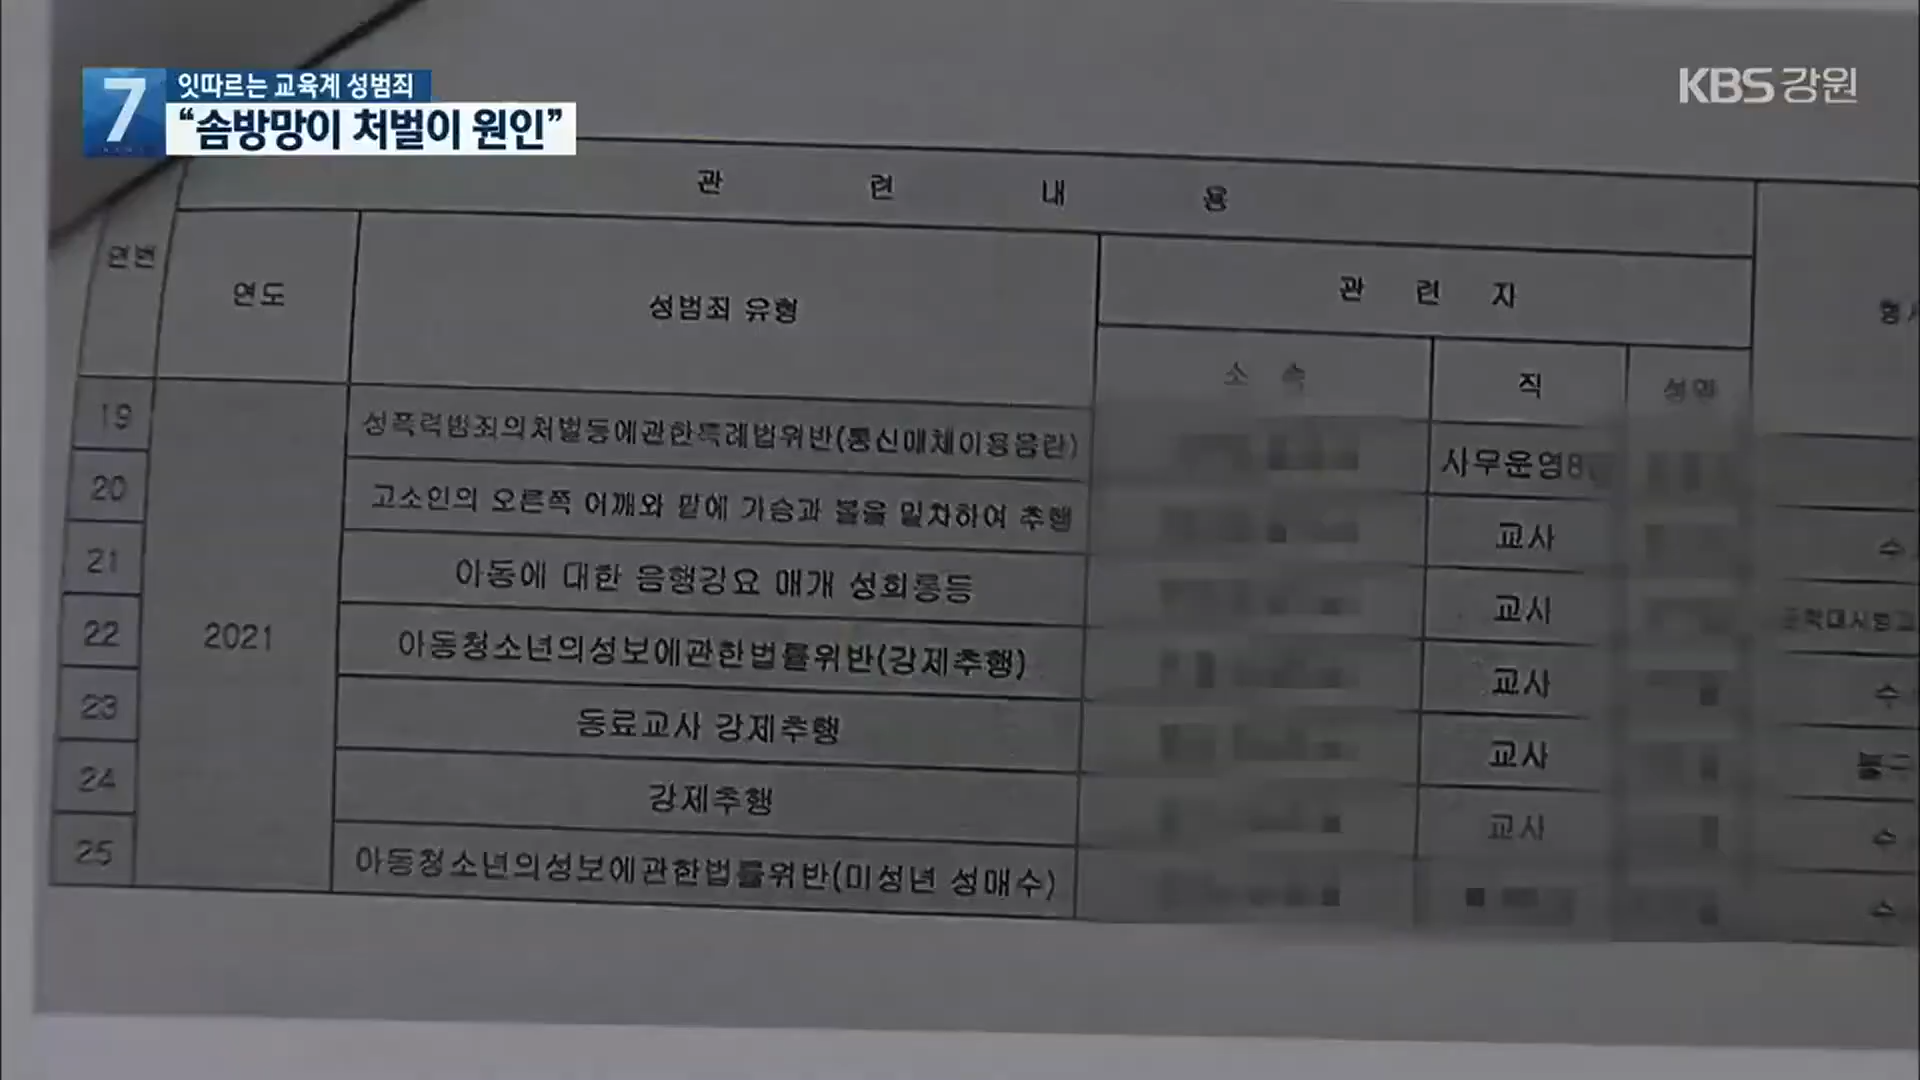 7
잇따르는 교육계 성범죄
“솜방망이 처벌이 원인”
KBS 강원
관 련 내 용
연번
연도
성범죄 유형
관 련 자
소 속
직
성명
19 성폭력범죄의처벌등에관한특례법위반(통신매체이용음란) 사무운영8
20 고소인의 오른쪽 어깨와 팔에 가슴과 볼을 밀착하여 추행 교사 수
21 아동에 대한 음행강요 매개 성희롱등 교사
22 2021 아동청소년의성보에관한법률위반(강제추행) 교사 수
23 동료교사 강제추행 교사 불구
24 강제추행 교사 수
25 아동청소년의성보에관한법률위반(미성년 성매수) 수